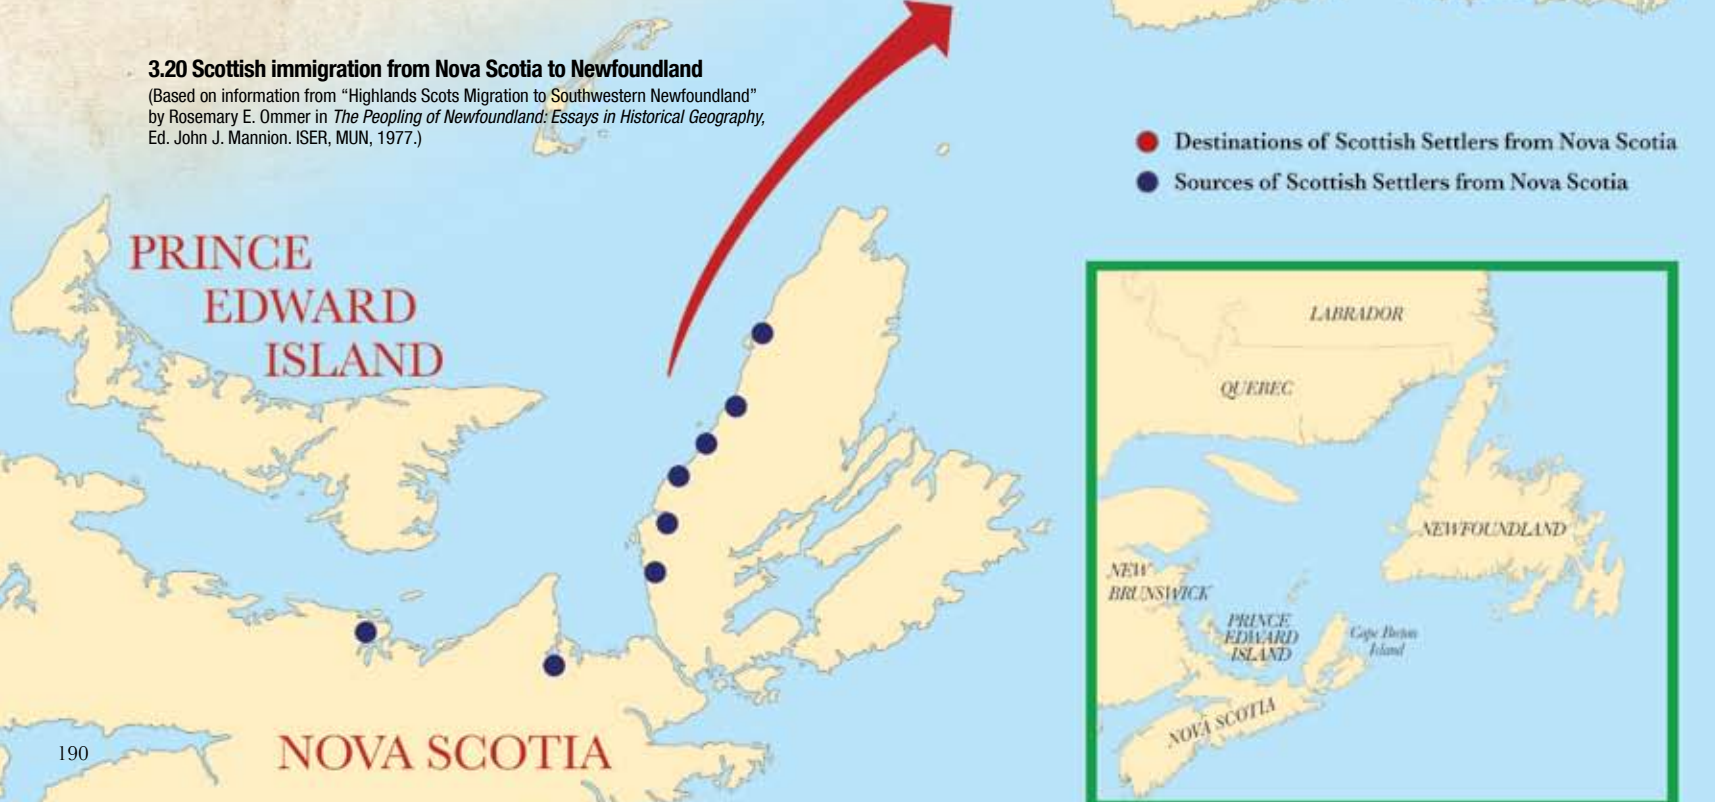 3.20 Scottish immigration from Nova Scotia to Newfoundland
(Based on information from “Highlands Scots Migration to Southwestern Newfoundland”
by Rosemary E. Ommer in The Peopling of Newfoundland: Essays in Historical Geography,
Ed. John J. Mannion. ISER, MUN, 1977.)
Destinations of Scottish Settlers from Nova Scotia
Sources of Scottish Settlers from Nova Scotia
PRINCE
EDWARD
ISLAND
NOVA SCOTIA
LABRADOR
QUEBEC
NEWFOUNDLAND
NEW
BRUNSWICK
PRINCE
EDWARD
ISLAND
Cape Breton
Island
NOVA SCOTIA
190